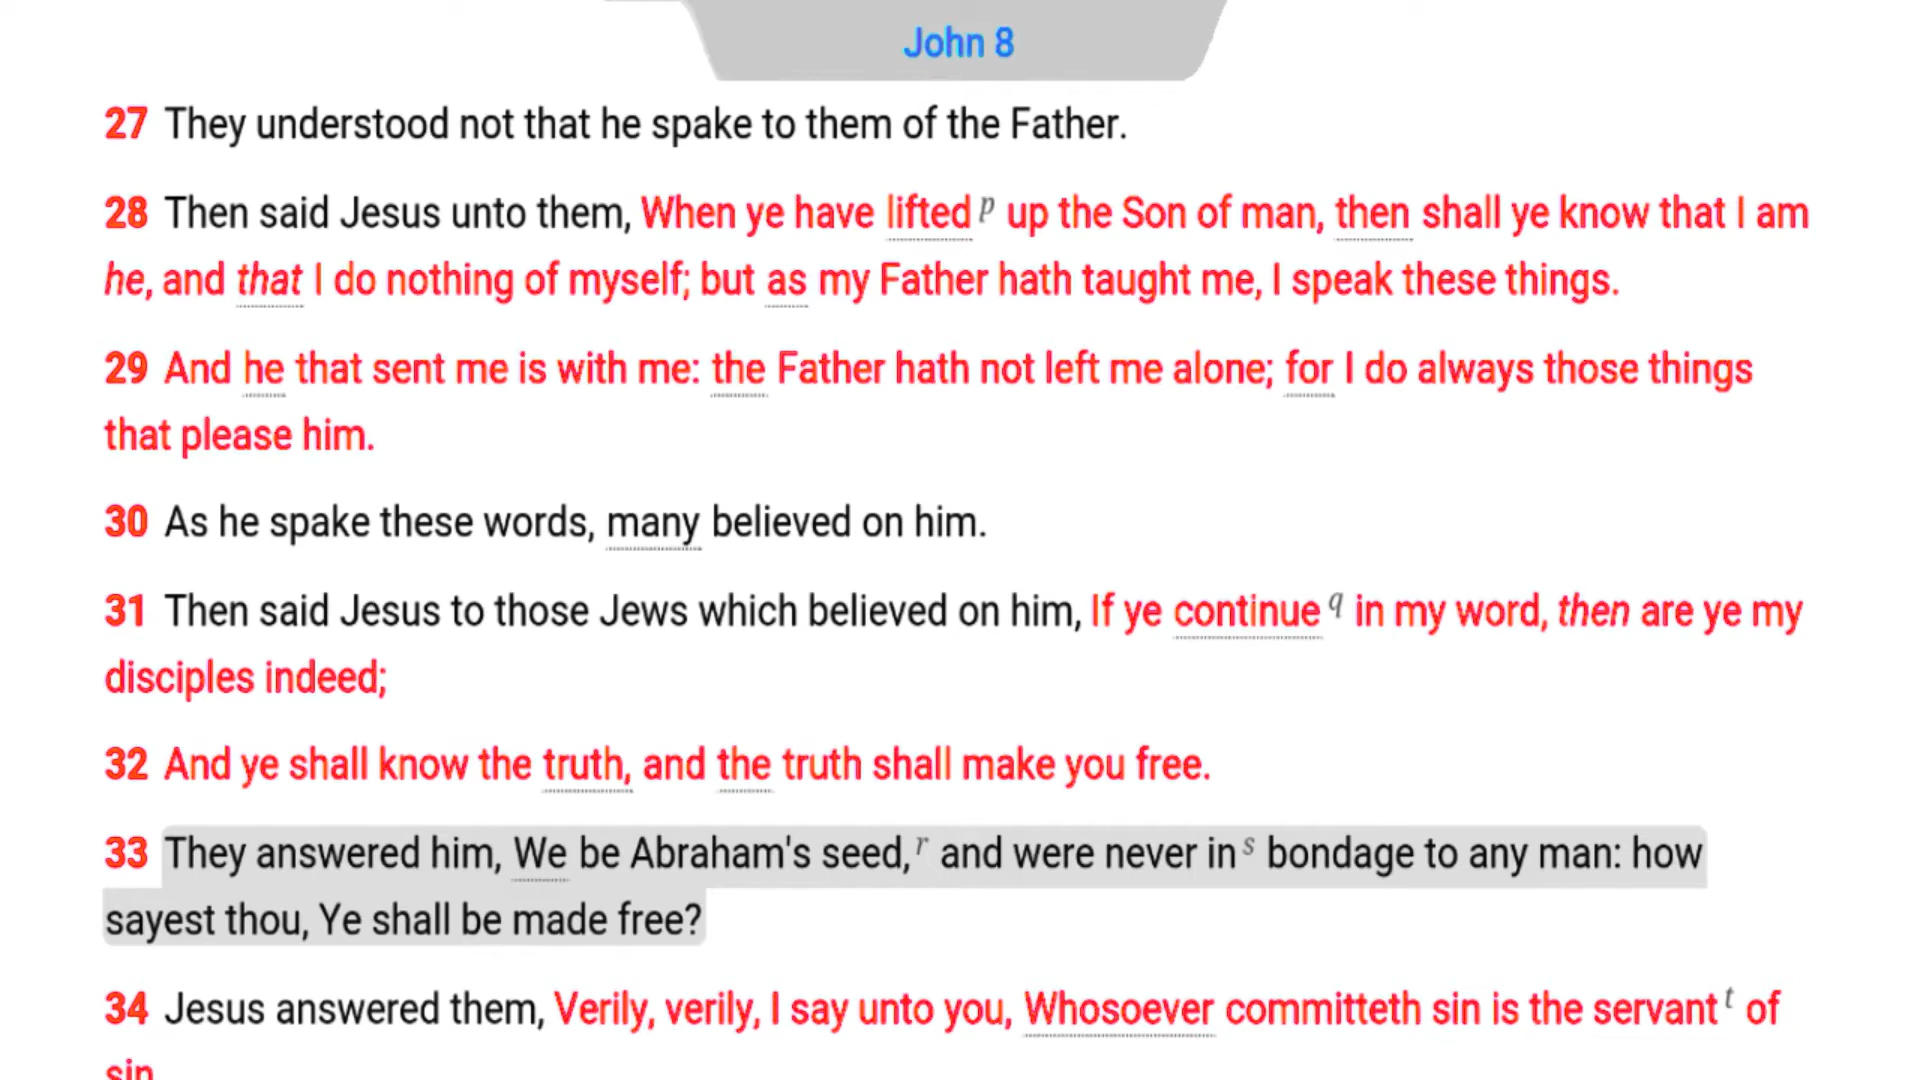 John 8
27 They understood not that he spake to them of the Father.
28 Then said Jesus unto them, When ye have lifted p up the Son of man, then shall ye know that I am
he, and that I do nothing of myself; but as my Father hath taught me, I speak these things.
29 And he that sent me is with me: the Father hath not left me alone; for I do always those things
that please him.
30 As he spake these words, many believed on him.
31 Then said Jesus to those Jews which believed on him, If ye continue q in my word, then are ye my
disciples indeed;
32 And ye shall know the truth, and the truth shall make you free.
33 They answered him, We be Abraham's seed, r and were never in s bondage to any man: how
sayest thou, Ye shall be made free?
34 Jesus answered them, Verily, verily, I say unto you, Whosoever committeth sin is the servant t of
sin